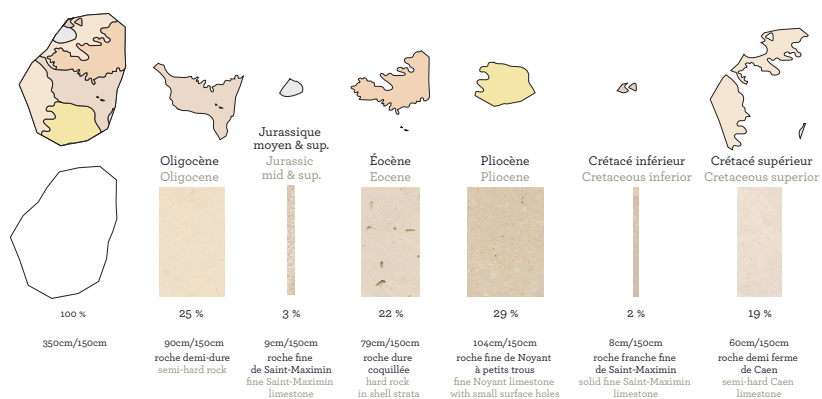 Oligocène
Oligocene
Jurassique
moyen & sup.
Jurassic
mid & sup.
Éocène
Eocene
Pliocène
Pliocene
Crétacé inférieur
Cretaceous inferior
Crétacé supérieur
Cretaceous superior
100 %
25 %
3 %
22 %
29 %
2 %
19 %
350cm/150cm
90cm/150cm
roche demi-dure
semi-hard rock
9cm/150cm
roche fine
de Saint-Maximin
fine Saint-Maximin
limestone
79cm/150cm
roche dure
coquillée
hard rock
in shell strata
104cm/150cm
roche fine de Noyant
à petits trous
fine Noyant limestone
with small surface holes
8cm/150cm
roche franche fine
de Saint-Maximin
solid fine Saint-Maximin
limestone
60cm/150cm
roche demi ferme
de Caen
semi-hard Caen
limestone